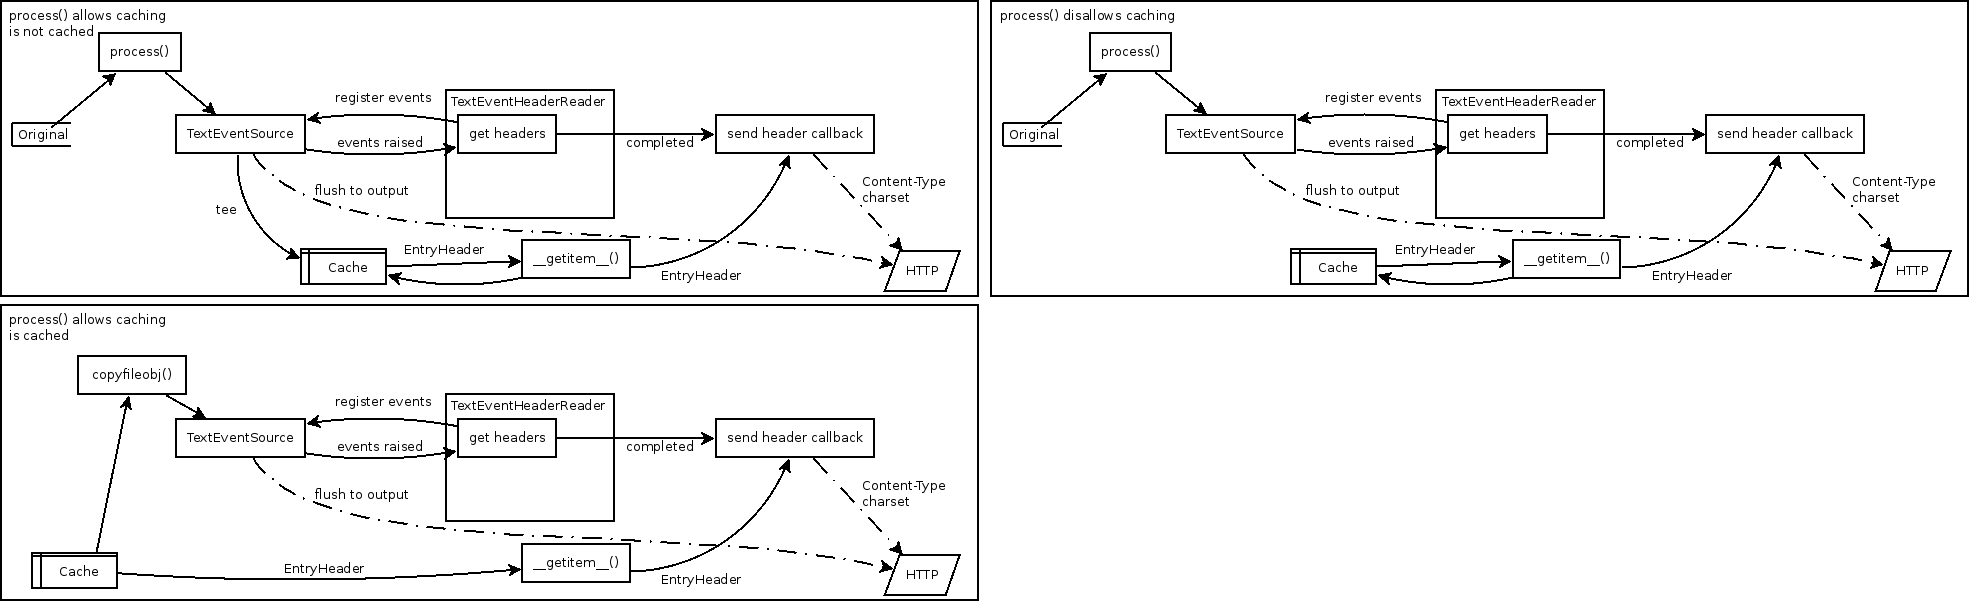 process() allows caching
is not cached
process()
Original
TextEventSource
register events
events raised
TextEventHeaderReader
get headers
completed
send header callback
flush to output
tee
Content-Type
charset
Cache
EntryHeader
__getitem__()
EntryHeader
HTTP
process() disallows caching
process()
Original
TextEventSource
register events
events raised
TextEventHeaderReader
get headers
completed
send header callback
flush to output
Content-Type
charset
Cache
EntryHeader
__getitem__()
EntryHeader
HTTP
process() allows caching
is cached
copyfileobj()
TextEventSource
register events
events raised
TextEventHeaderReader
get headers
completed
send header callback
flush to output
Content-Type
charset
Cache
EntryHeader
__getitem__()
EntryHeader
HTTP